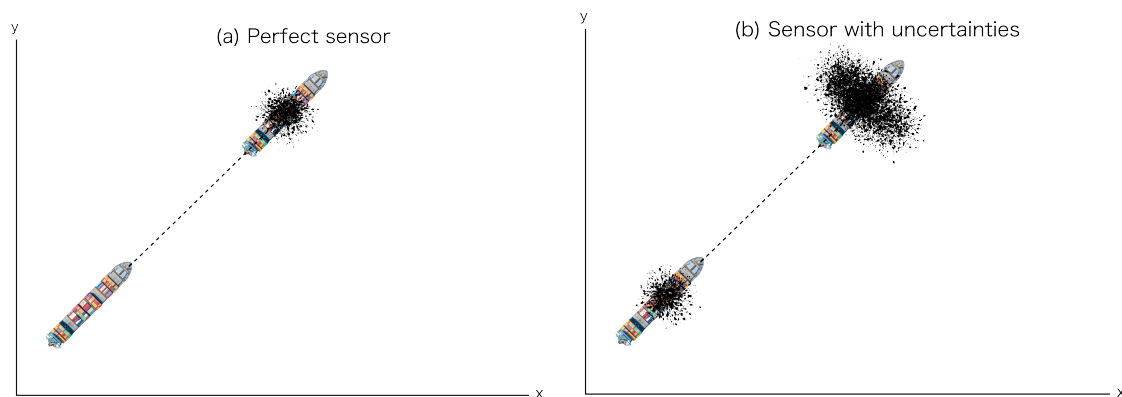 (a) Perfect sensor
y
x
(b) Sensor with uncertainties
y
x